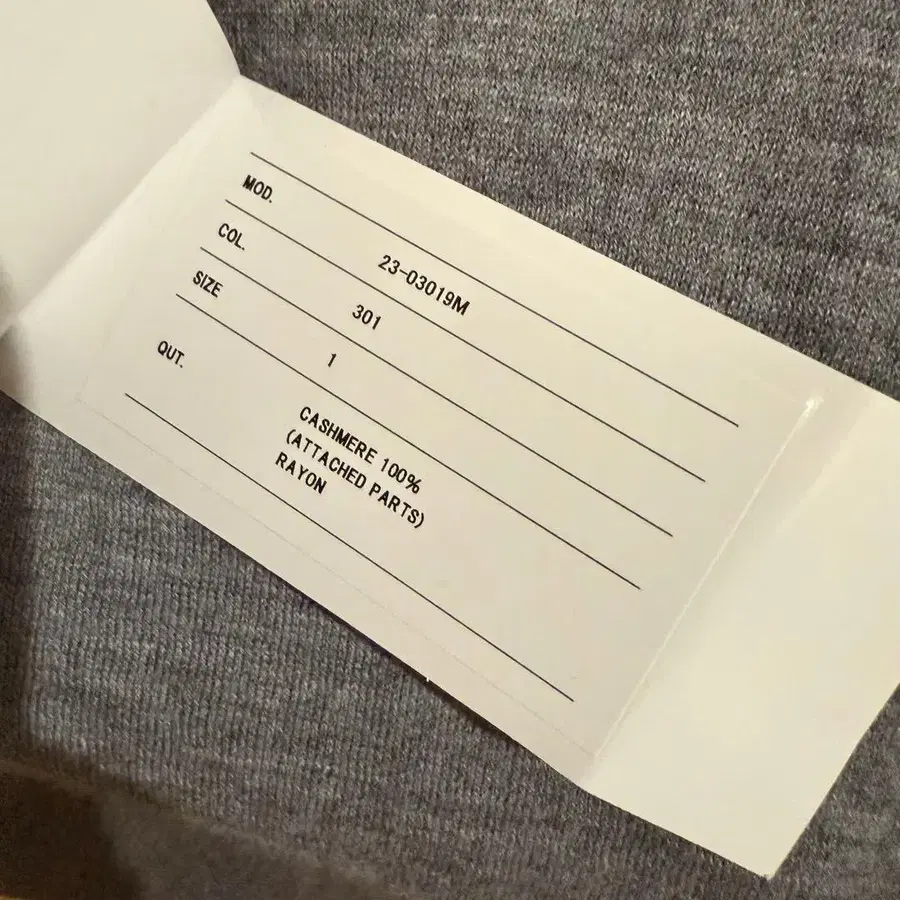 MOD. 23-03019M
COL. 301
SIZE 1
QUT. CASHMERE 100%
(ATTACHED PARTS)
RAYON